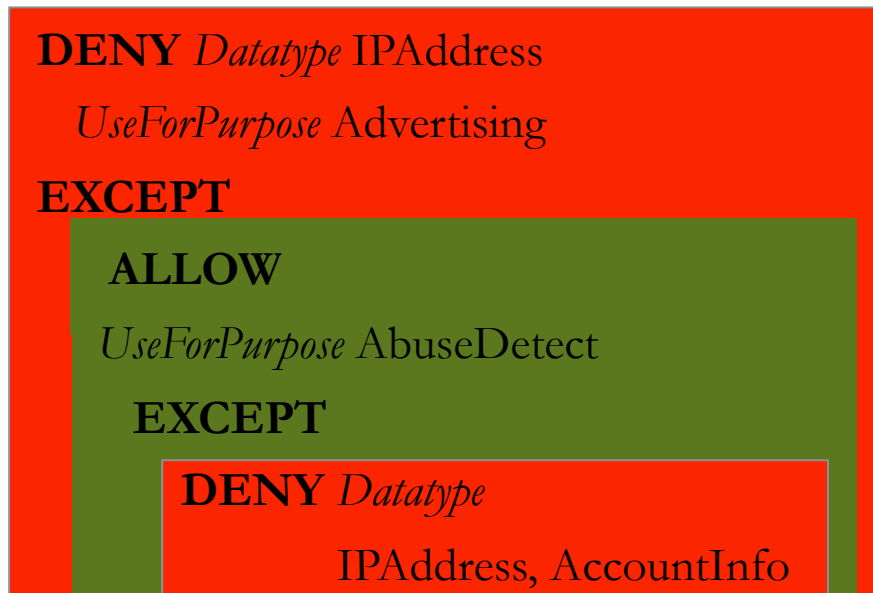 DENY Datatype IPAddress
UseForPurpose Advertising
EXCEPT
ALLOW
UseForPurpose AbuseDetect
EXCEPT
DENY Datatype
IPAddress, AccountInfo